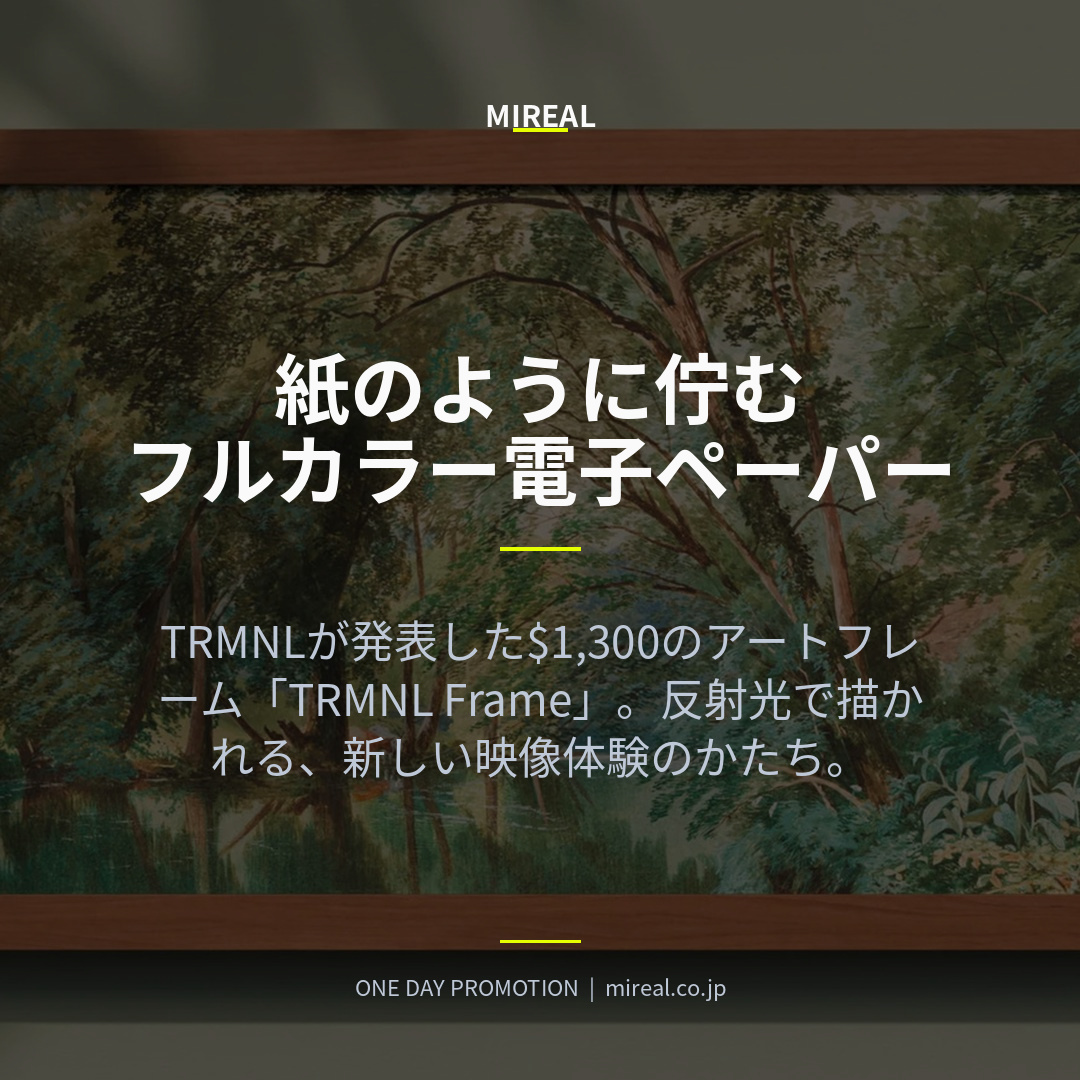 MIREAL
紙のように佇む
フルカラー電子ペーパー
TRMNLが発表した$1,300のアートフレ
ーム「TRMNL Frame」。反射光で描か
れる、新しい映像体験のかたち。
ONE DAY PROMOTION | mireal.co.jp